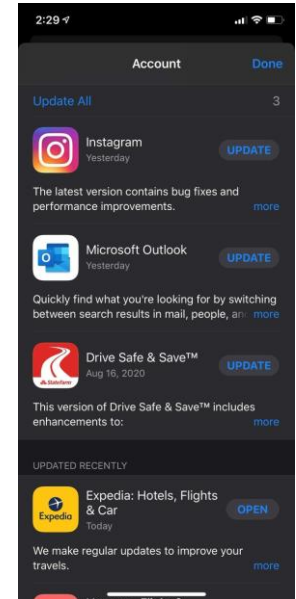 2:29
Account
Done
Update All
3
Instagram
Yesterday
UPDATE
The latest version contains bug fixes and
performance improvements.
more
Microsoft Outlook
Yesterday
UPDATE
Quickly find what you're looking for by switching
between search results in mail, people, an
more
StateFarm
Drive Safe & Save™
Aug 16, 2020
UPDATE
This version of Drive Safe & Save™ includes
enhancements to:
more
UPDATED RECENTLY
Expedia
Expedia: Hotels, Flights
& Car
Today
OPEN
We make regular updates to improve your
travels.
more